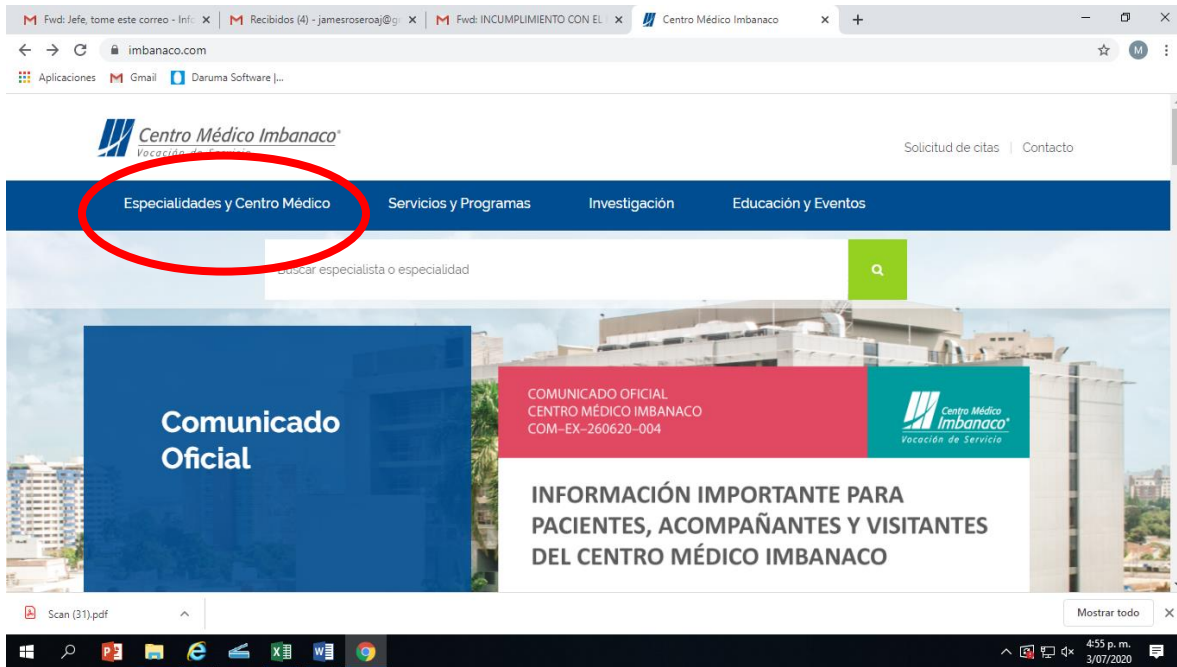 Fwd: Jefe, tome este correo - Info
Recibidos (4) - jamesroseroaj@g
Fwd: INCUMPLIMIENTO CON EL
Centro Médico Imbanaco
imbanaco.com
M
Aplicaciones
Gmail
Daruma Software |...
Centro Médico Imbanaco®
Vocación de Servicio
Solicitud de citas | Contacto
Especialidades y Centro Médico
Servicios y Programas
Investigación
Educación y Eventos
Buscar especialista o especialidad
Comunicado
Oficial
COMUNICADO OFICIAL
CENTRO MÉDICO IMBANACO
COM–EX–260620–004
Centro Médico
Imbanaco®
Vocación de Servicio
INFORMACIÓN IMPORTANTE PARA
PACIENTES, ACOMPAÑANTES Y VISITANTES
DEL CENTRO MÉDICO IMBANACO
Scan (31).pdf
Mostrar todo
4:55 p. m.
3/07/2020